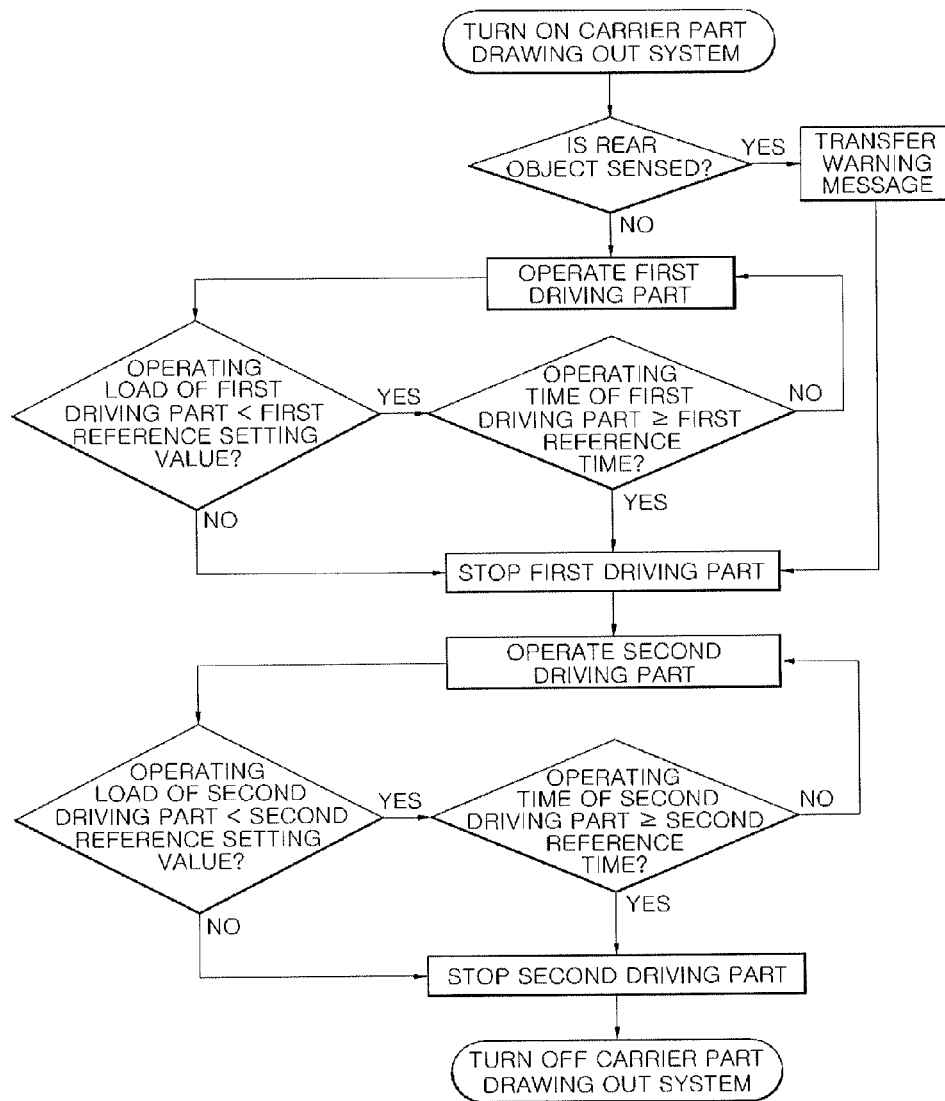 TURN ON CARRIER PART
DRAWING OUT SYSTEM
IS REAR
OBJECT SENSED?
YES
TRANSFER
WARNING
MESSAGE
NO
OPERATE FIRST
DRIVING PART
OPERATING
LOAD OF FIRST
DRIVING PART < FIRST
REFERENCE SETTING
VALUE?
YES
OPERATING
TIME OF FIRST
DRIVING PART ≥ FIRST
REFERENCE
TIME?
NO
NO
YES
STOP FIRST DRIVING PART
OPERATE SECOND
DRIVING PART
OPERATING
LOAD OF SECOND
DRIVING PART < SECOND
REFERENCE SETTING
VALUE?
YES
OPERATING
TIME OF SECOND
DRIVING PART ≥ SECOND
REFERENCE
TIME?
NO
NO
YES
STOP SECOND DRIVING PART
TURN OFF CARRIER PART
DRAWING OUT SYSTEM